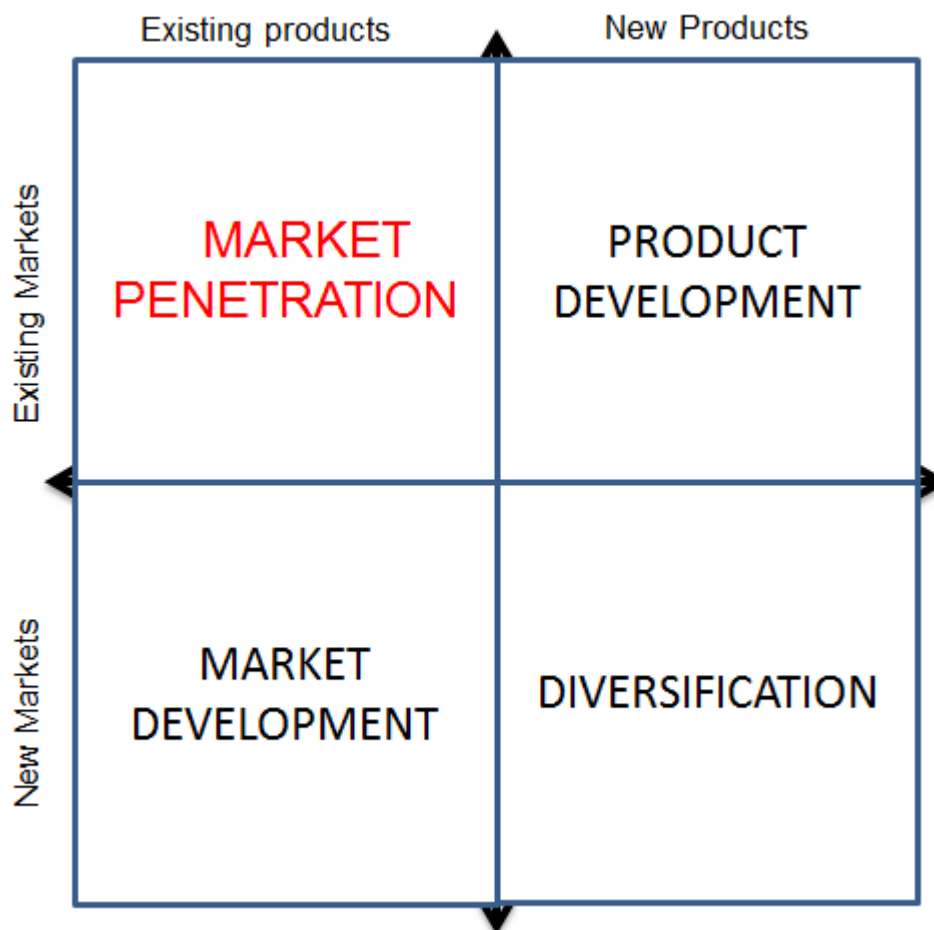 Existing products
New Products
Existing Markets
MARKET
PENETRATION
PRODUCT
DEVELOPMENT
New Markets
MARKET
DEVELOPMENT
DIVERSIFICATION